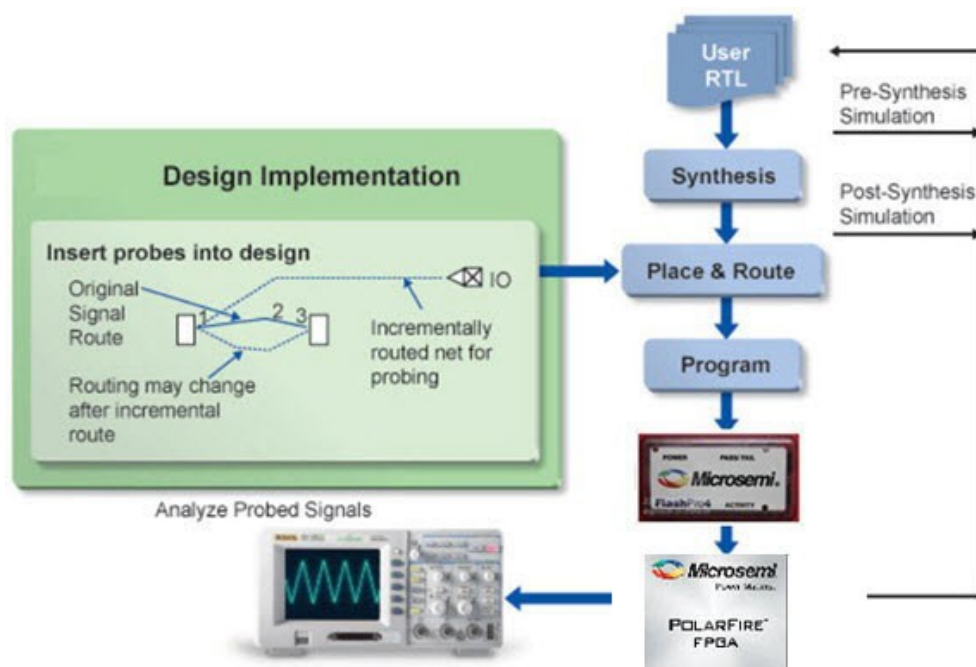 User
RTL
Pre-Synthesis
Simulation
Synthesis
Post-Synthesis
Simulation
Design Implementation
Insert probes into design
Original
Signal
Route
1
2
3
IO
Incrementally
routed net for
probing
Routing may change
after incremental
route
Place & Route
Program
POWER
PASS/FAIL
Microsemi.
FlashPro4
ACTIVITY
Analyze Probed Signals
Microsemi
POLARFIRE™
FPGA